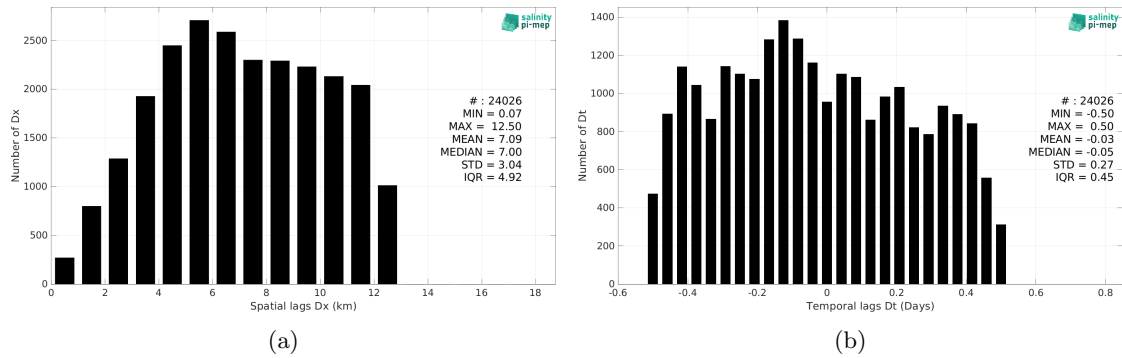 salinity
pi-mep
2500
2000
1500
1000
500
0
Number of Dx
# : 24026
MIN = 0.07
MAX = 12.50
MEAN = 7.09
MEDIAN = 7.00
STD = 3.04
IQR = 4.92
0 2 4 6 8 10 12 14 16 18
Spatial lags Dx (km)
(a)
salinity
pi-mep
1400
1200
1000
800
600
400
200
0
Number of Dt
# : 24026
MIN = -0.50
MAX = 0.50
MEAN = -0.03
MEDIAN = -0.05
STD = 0.27
IQR = 0.45
-0.6 -0.4 -0.2 0 0.2 0.4 0.6 0.8
Temporal lags Dt (Days)
(b)